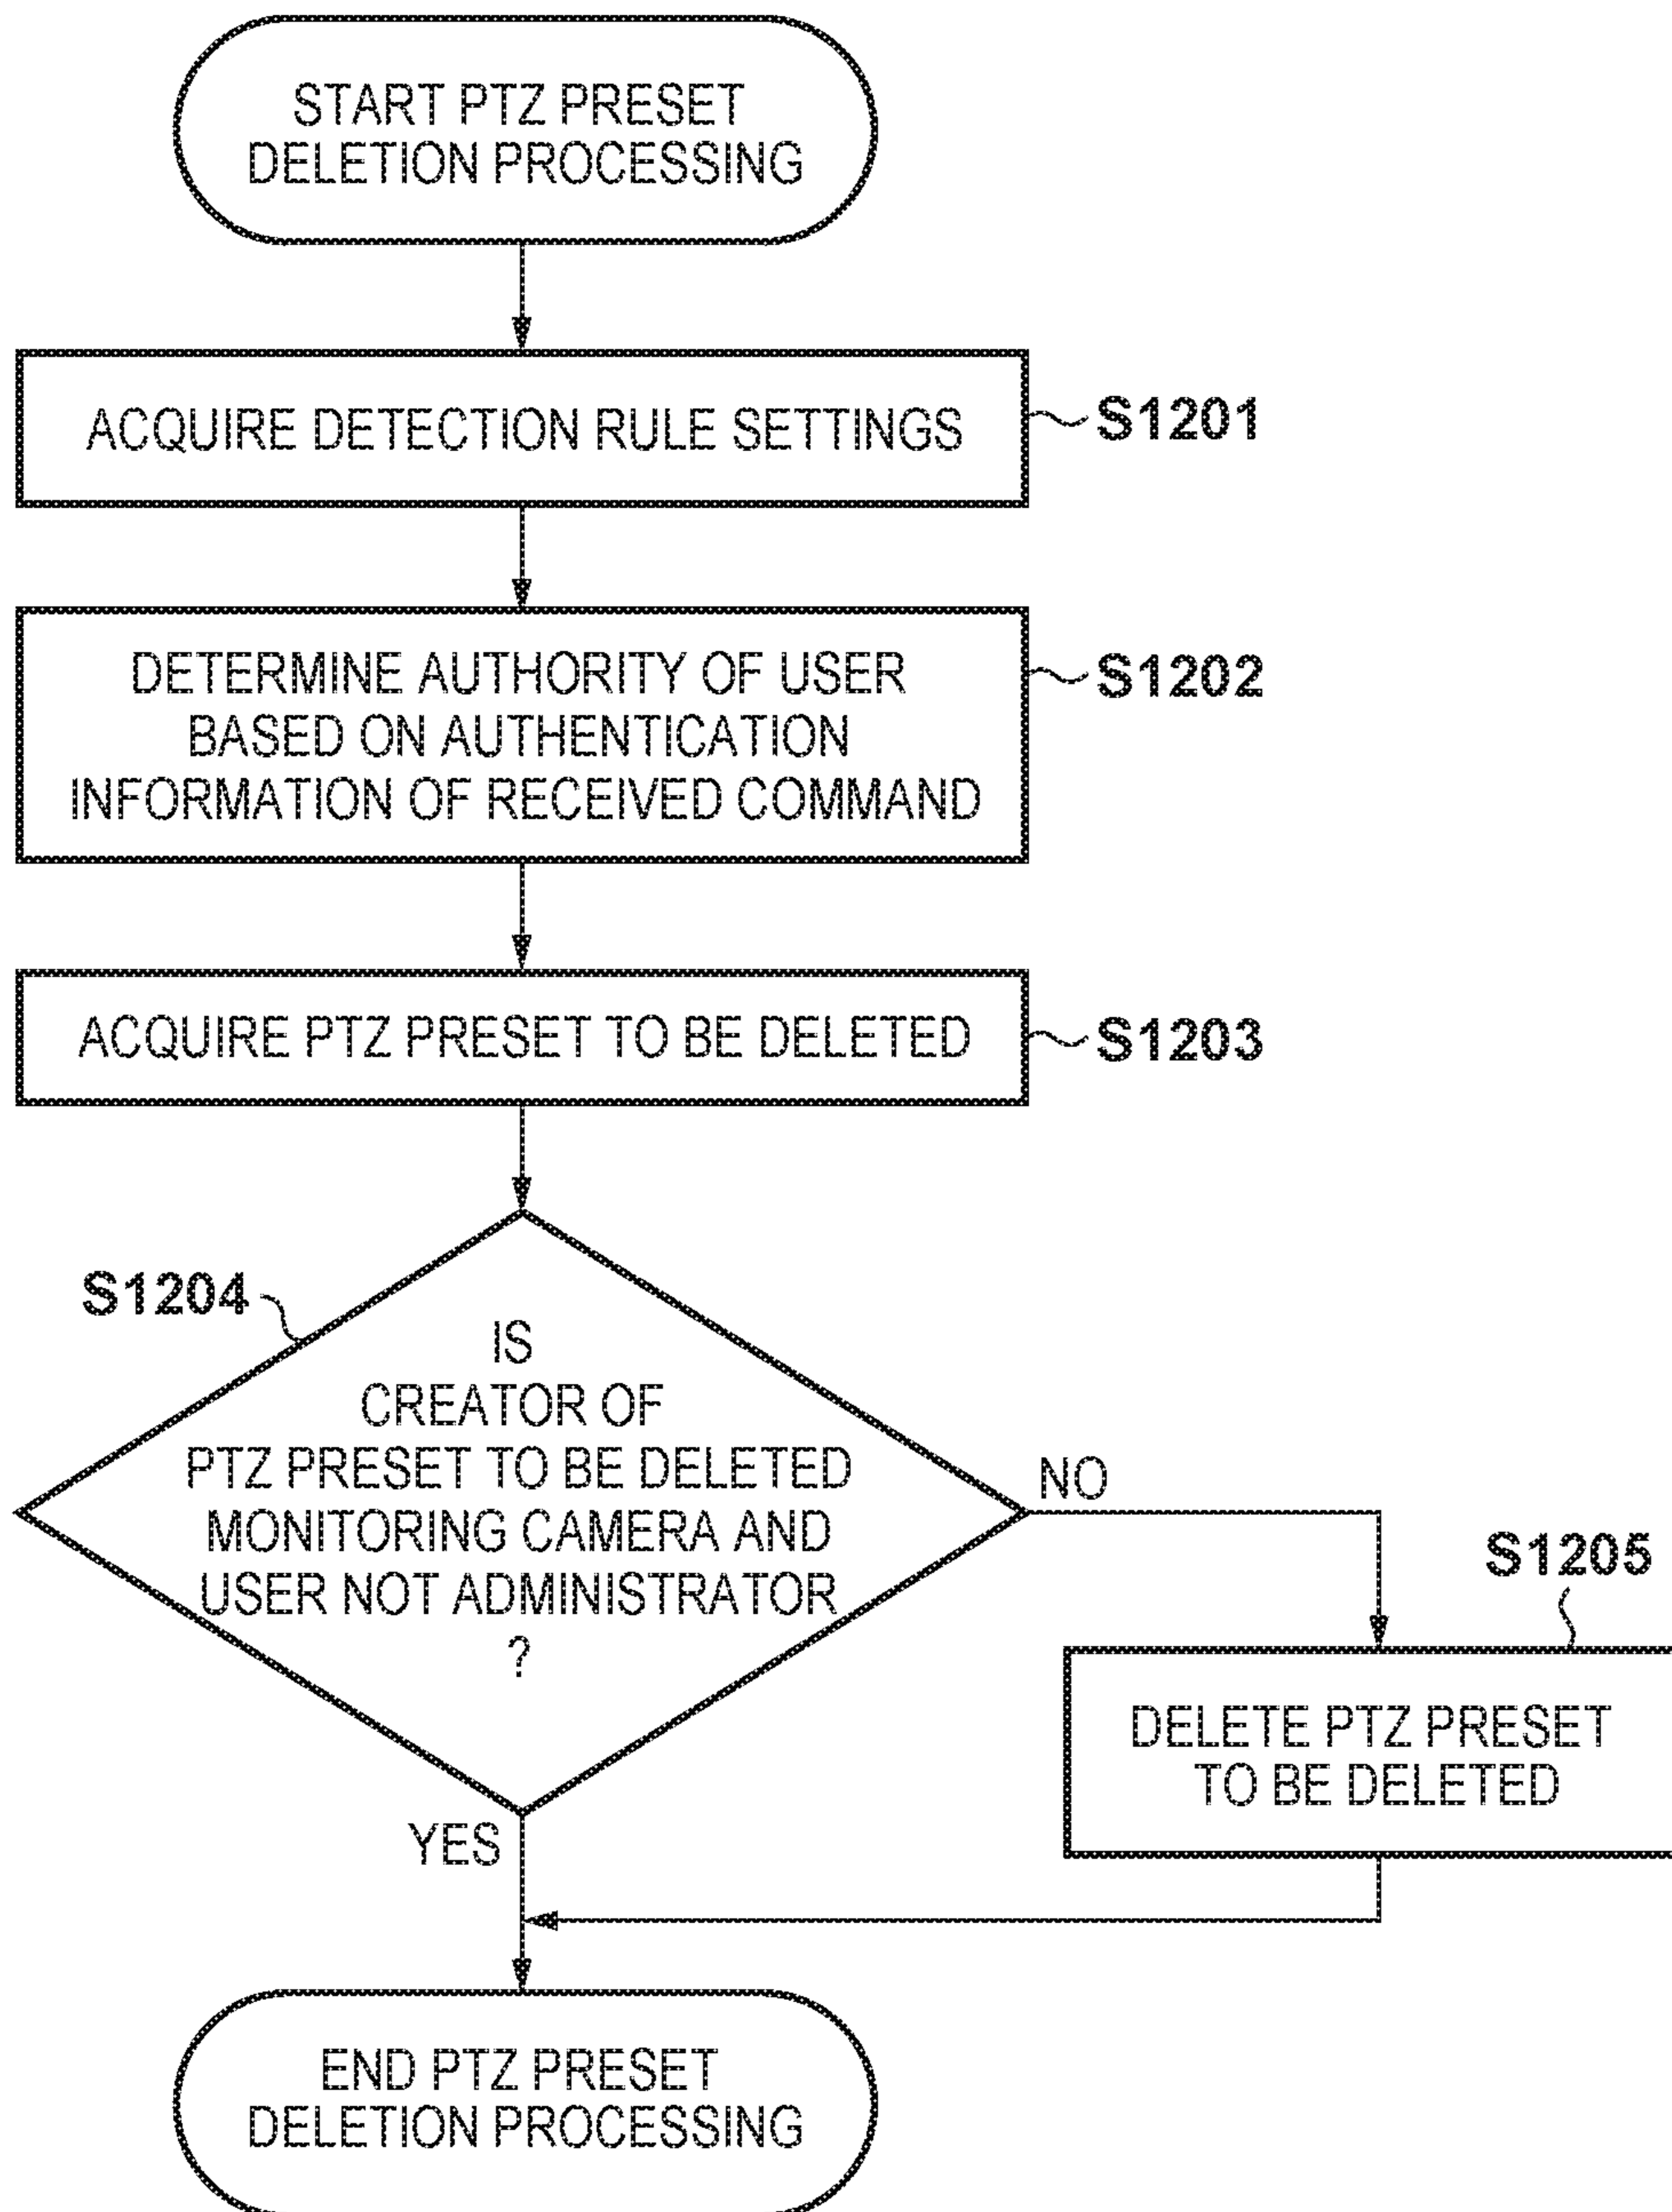 START PTZ PRESET
DELETION PROCESSING
ACQUIRE DETECTION RULE SETTINGS
S1201
DETERMINE AUTHORITY OF USER
BASED ON AUTHENTICATION
INFORMATION OF RECEIVED COMMAND
S1202
ACQUIRE PTZ PRESET TO BE DELETED
S1203
S1204
IS
CREATOR OF
PTZ PRESET TO BE DELETED
MONITORING CAMERA AND
USER NOT ADMINISTRATOR
?
NO
S1205
DELETE PTZ PRESET
TO BE DELETED
YES
END PTZ PRESET
DELETION PROCESSING